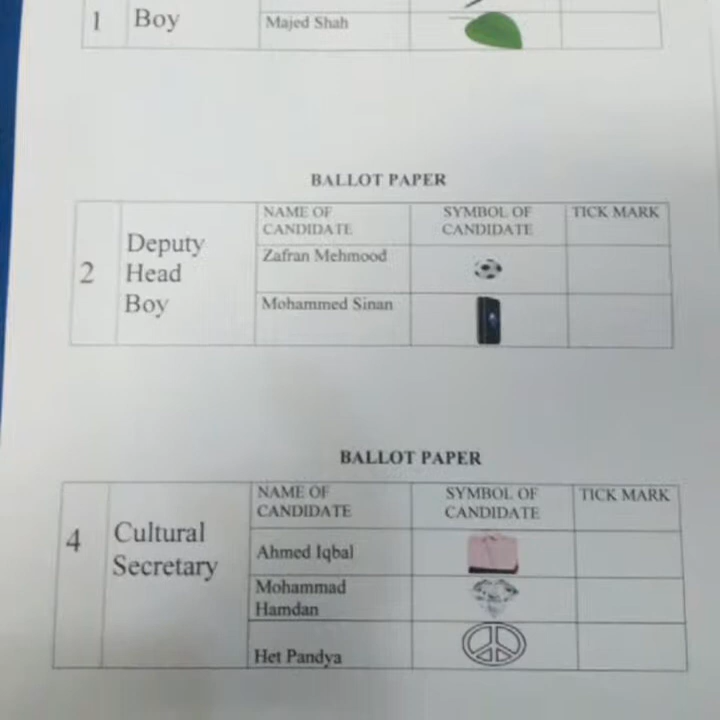 1 Boy Majed Shah
BALLOT PAPER
NAME OF CANDIDATE SYMBOL OF CANDIDATE TICK MARK
2 Deputy Head Boy
Zafran Mehmood
Mohammed Sinan
BALLOT PAPER
NAME OF CANDIDATE SYMBOL OF CANDIDATE TICK MARK
4 Cultural Secretary
Ahmed Iqbal
Mohammad Hamdan
Het Pandya